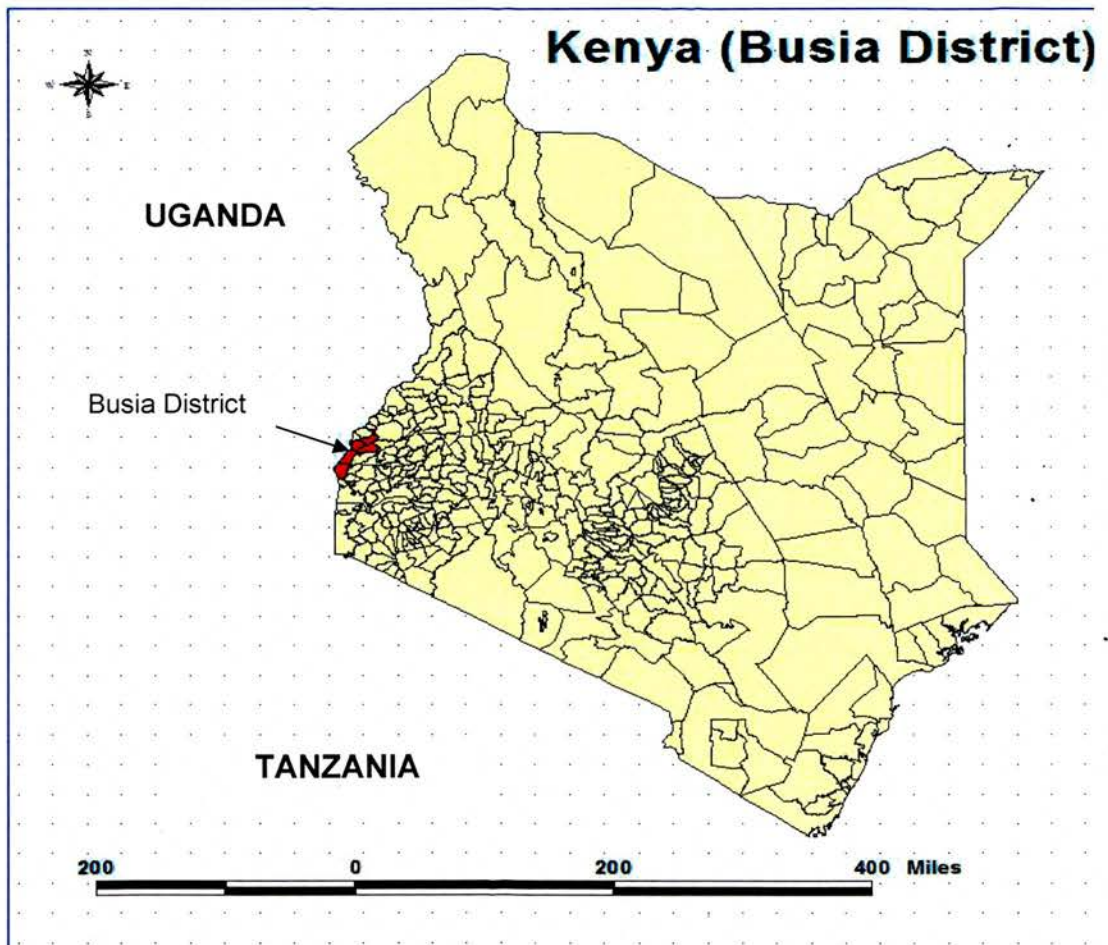 Kenya (Busia District)
UGANDA
Busia District
TANZANIA
200 0 200 400 Miles